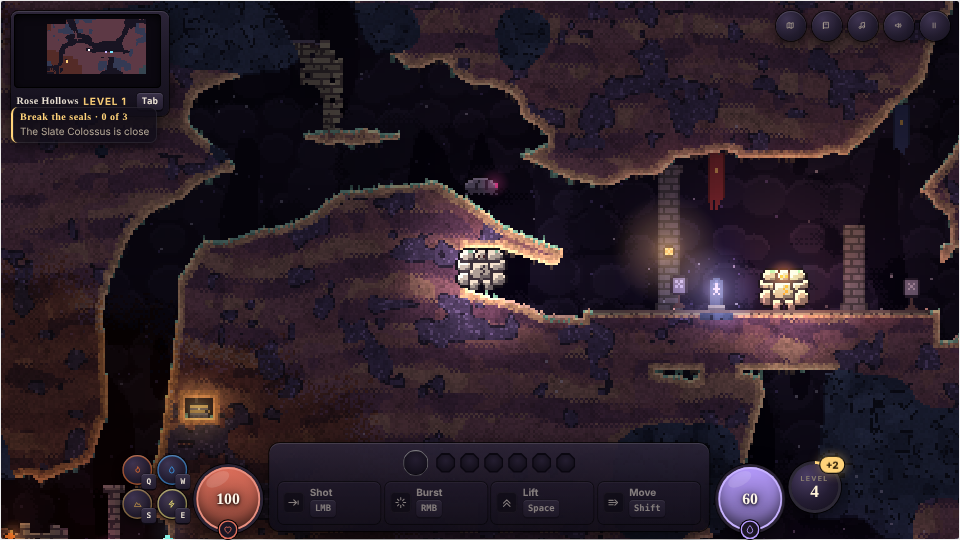 Rose Hollows LEVEL 1 Tab
Break the seals · 0 of 3
The Slate Colossus is close
Q W
S E
100
Shot
LMB
Burst
RMB
Lift
Space
Move
Shift
60
+2
LEVEL
4